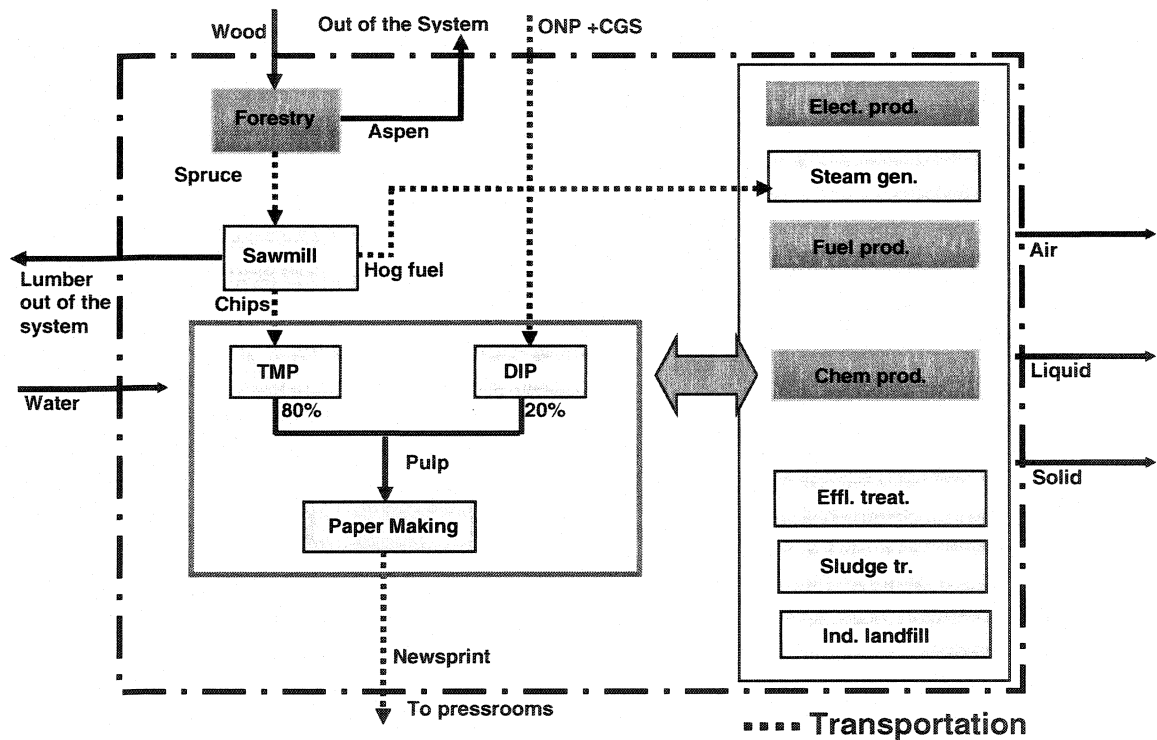 Wood
Out of the System
ONP +CGS
Forestry
Aspen
Elect. prod.
Spruce
Steam gen.
Sawmill
Hog fuel
Fuel prod.
Air
Lumber
out of the
system
Chips
TMP
DIP
Chem prod.
Liquid
Water
80%
20%
Pulp
Solid
Effl. treat.
Paper Making
Sludge tr.
Ind. landfill
Newsprint
To pressrooms
Transportation